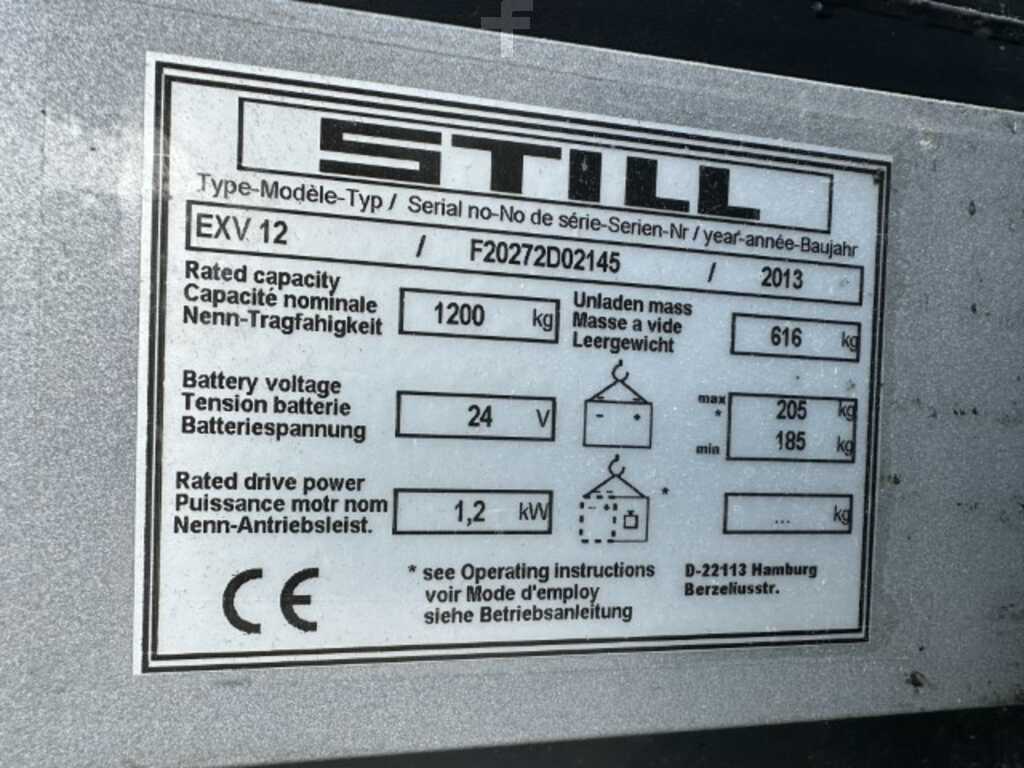 STILL
Type-Modèle-Typ / Serial no-No de série-Serien-Nr / year-année-Baujahr
EXV 12 / F20272D02145 / 2013
Rated capacity
Capacité nominale
Nenn-Tragfahigkeit
1200 kg
Unladen mass
Masse a vide
Leergewicht
616 kg
Battery voltage
Tension batterie
Batteriespannung
24 V
- +
max 205 kg
*
min 185 kg
Rated drive power
Puissance motr nom
Nenn-Antriebsleist.
1,2 kW
- + *
... kg
CE
* see Operating instructions
voir Mode d'employ
siehe Betriebsanleitung
D-22113 Hamburg
Berzeliusstr.